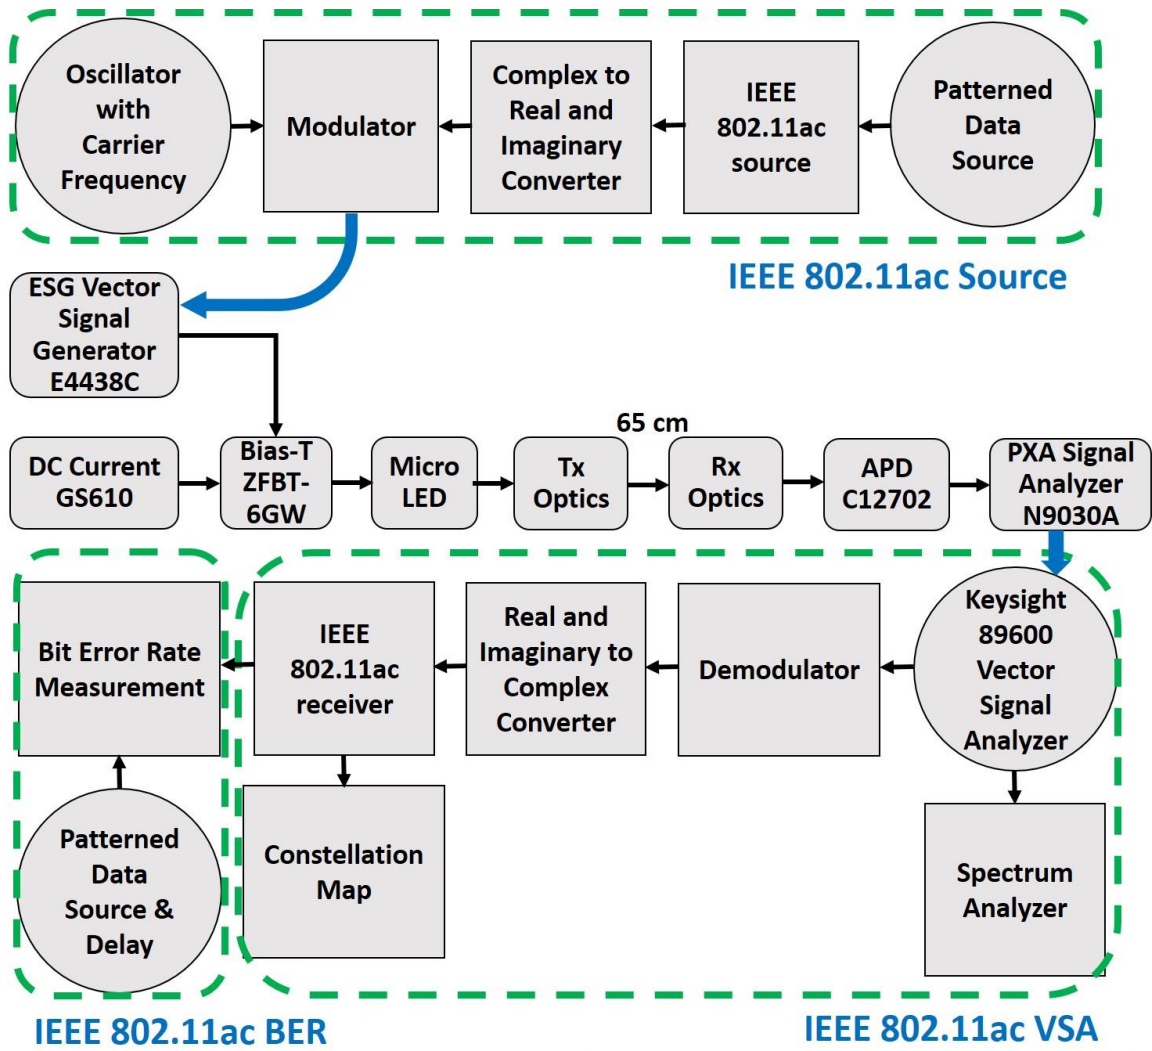 Oscillator
with
Carrier
Frequency
Modulator
Complex to
Real and
Imaginary
Converter
IEEE
802.11ac
source
Patterned
Data
Source
IEEE 802.11ac Source
ESG Vector
Signal
Generator
E4438C
65 cm
DC Current
GS610
Bias-T
ZFBT-
6GW
Micro
LED
Tx
Optics
Rx
Optics
APD
C12702
PXA Signal
Analyzer
N9030A
Bit Error Rate
Measurement
IEEE
802.11ac
receiver
Real and
Imaginary to
Complex
Converter
Demodulator
Keysight
89600
Vector
Signal
Analyzer
Patterned
Data
Source &
Delay
Constellation
Map
Spectrum
Analyzer
IEEE 802.11ac BER
IEEE 802.11ac VSA